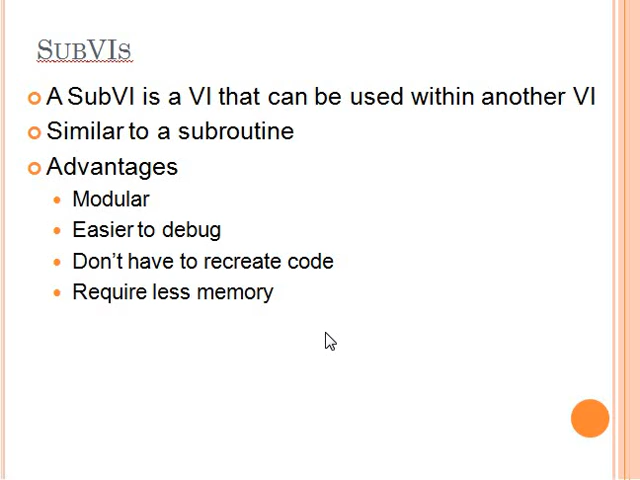 SUBVIS
A SubVI is a VI that can be used within another VI
Similar to a subroutine
Advantages
Modular
Easier to debug
Don't have to recreate code
Require less memory